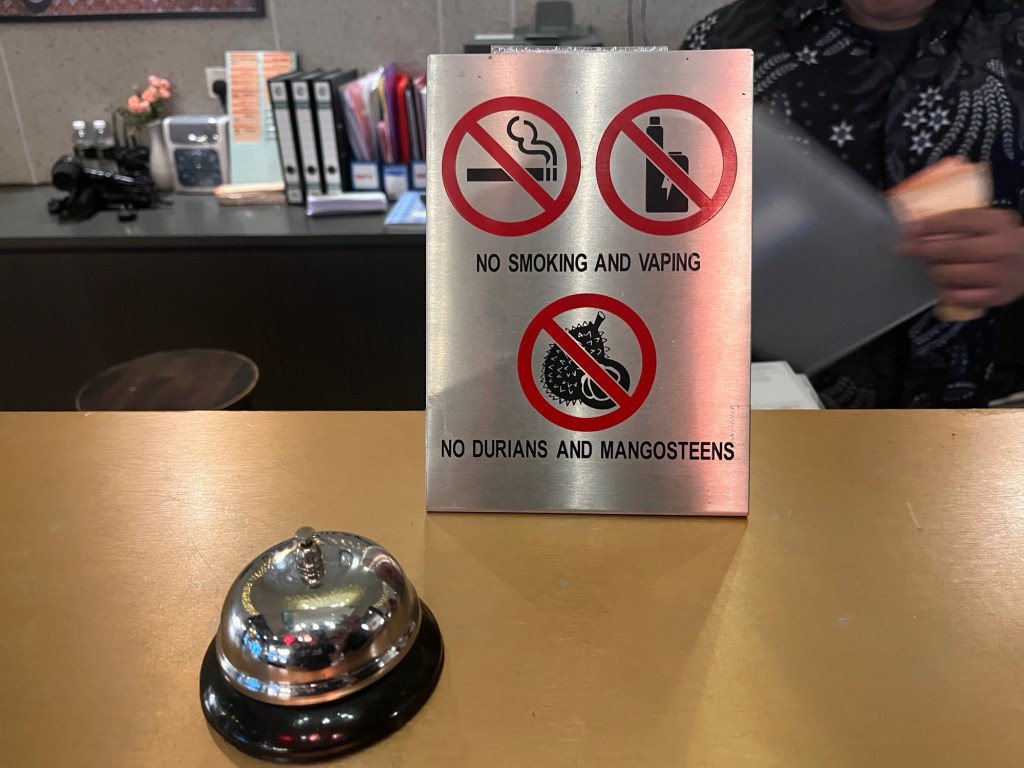 NO SMOKING AND VAPING
NO DURIANS AND MANGOSTEENS